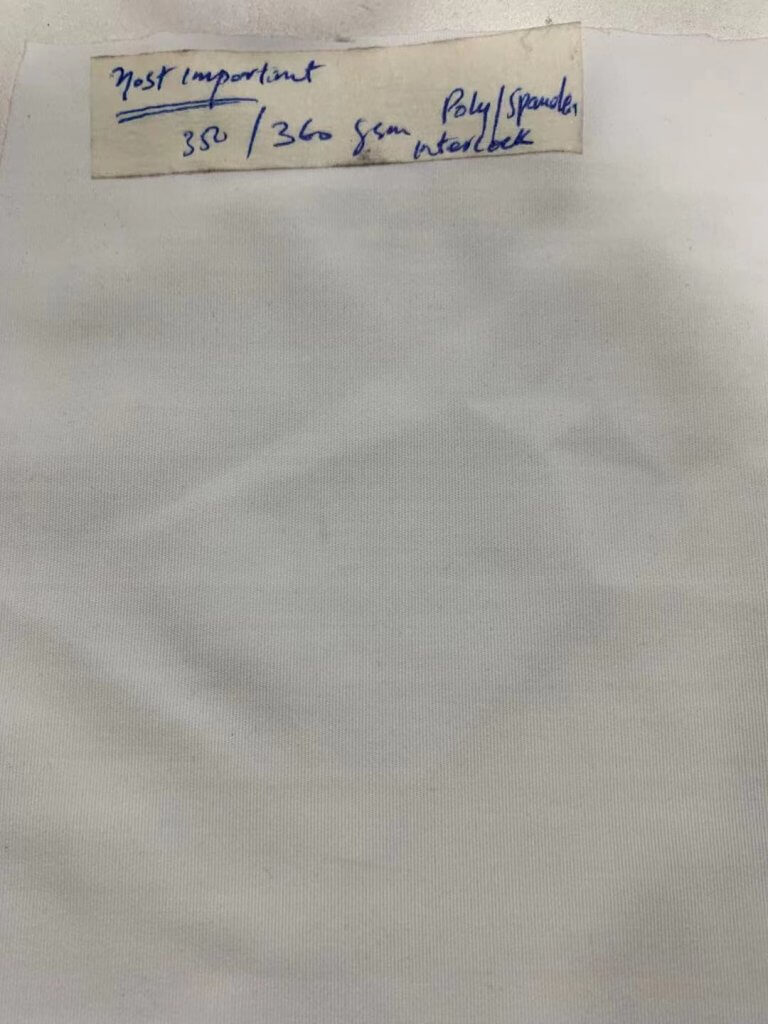 Most important
350/360 gsm Poly/Spandex
interlock